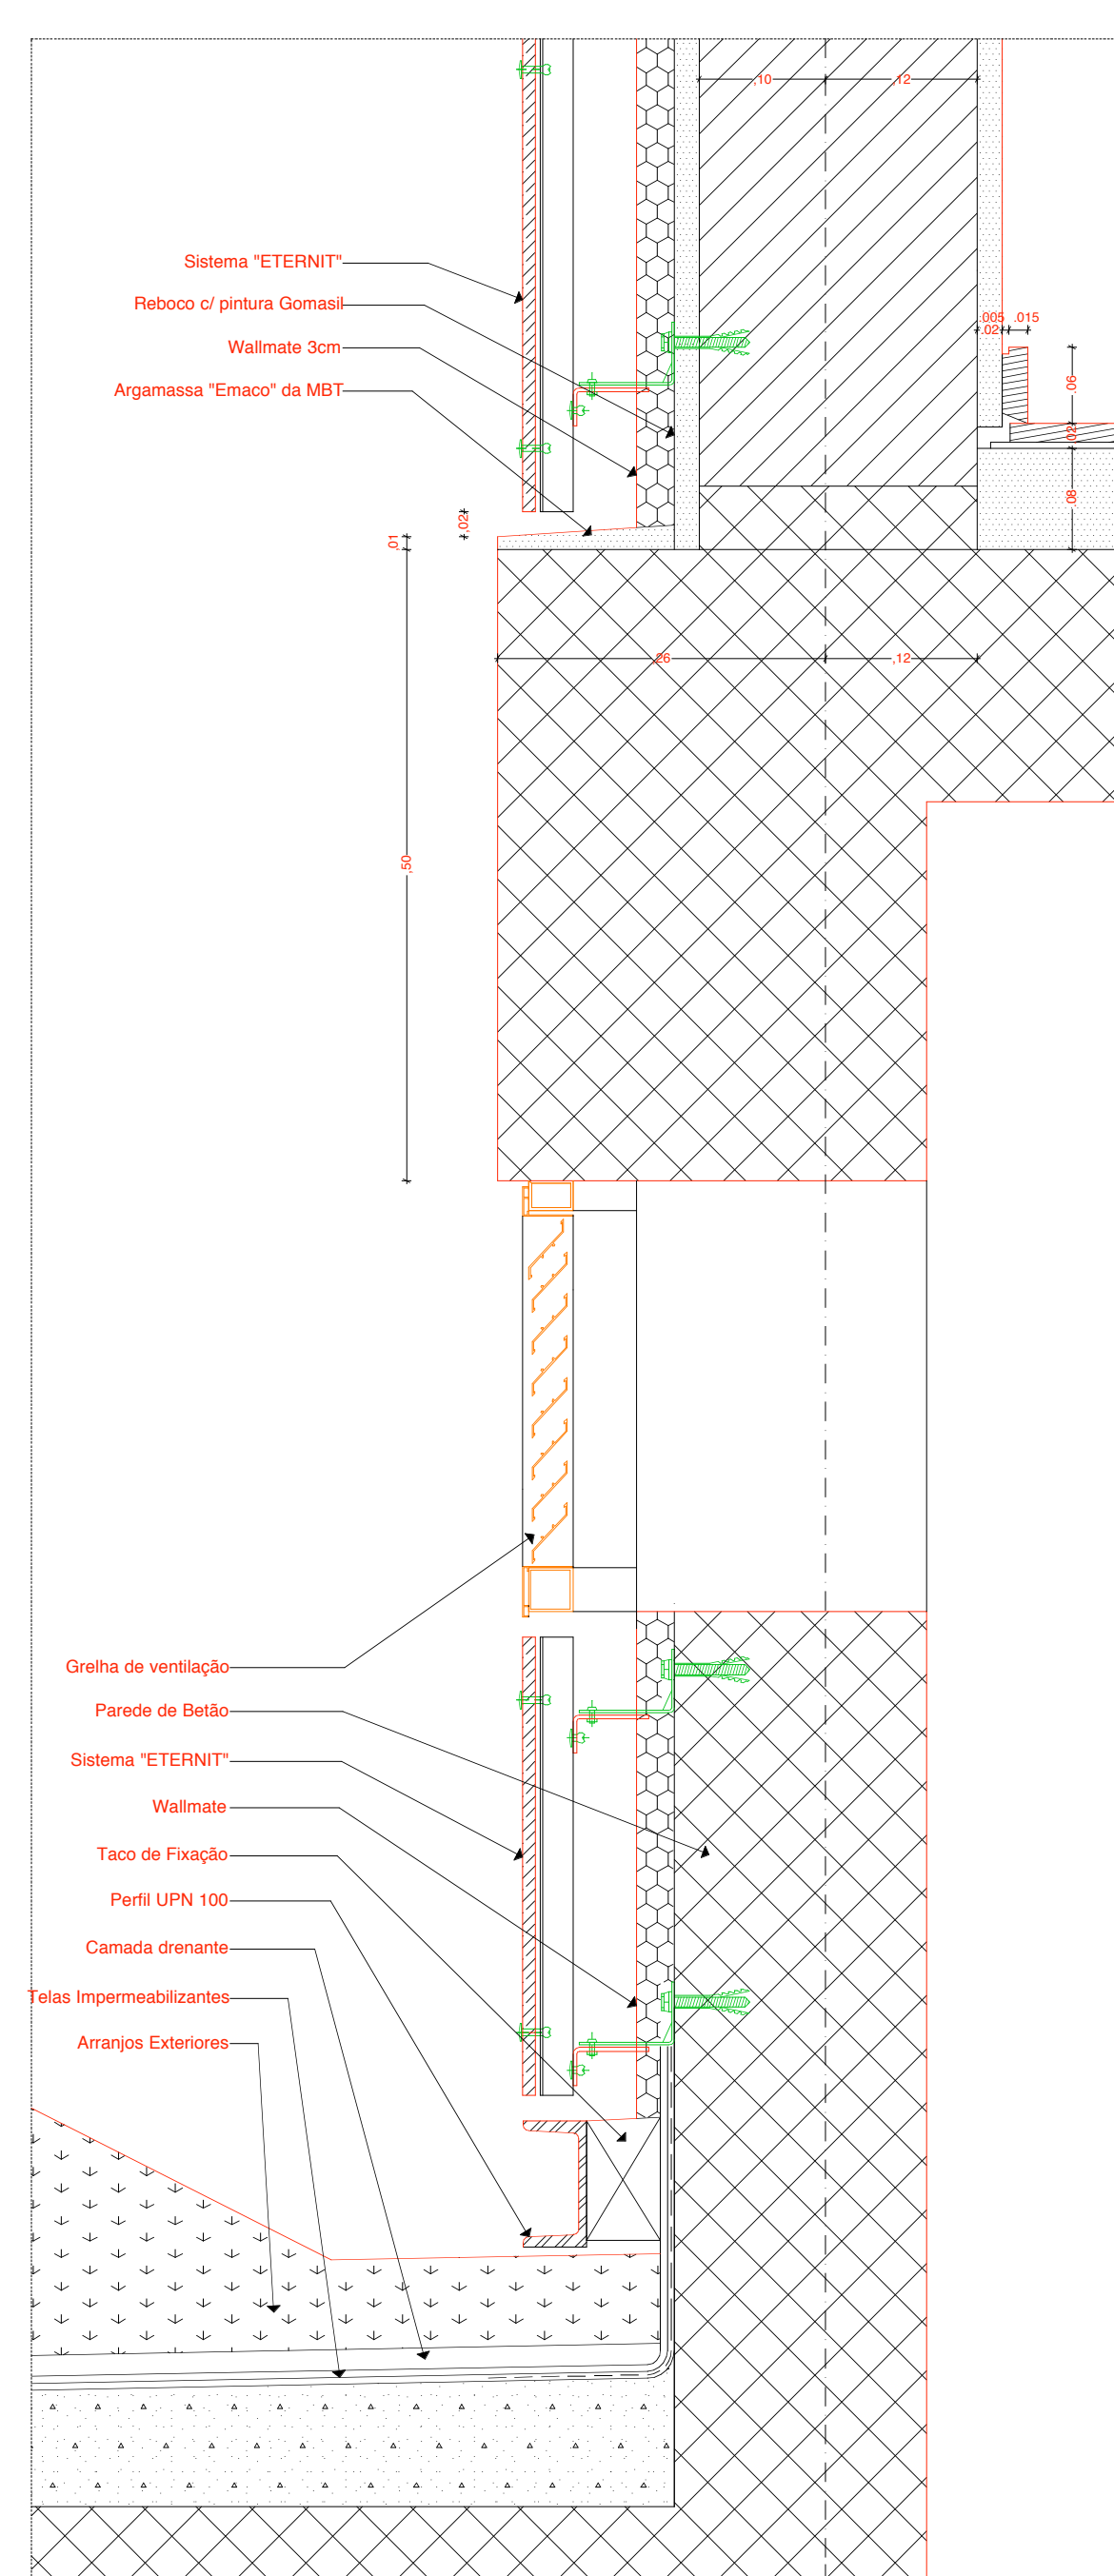 ,10
,12
Sistema "ETERNIT"
Reboco c/ pintura Gomasil
.005 .015
.02
Wallmate 3cm
.06
Argamassa "Emaco" da MBT
.02
.08
,02
,01
,26
,12
,50
Grelha de ventilação
Parede de Betão
Sistema "ETERNIT"
Wallmate
Taco de Fixação
Perfil UPN 100
Camada drenante
Telas Impermeabilizantes
Arranjos Exteriores